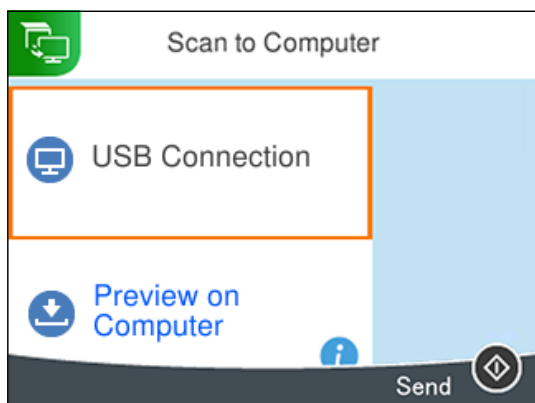 Scan to Computer
USB Connection
Preview on
Computer
i
Send